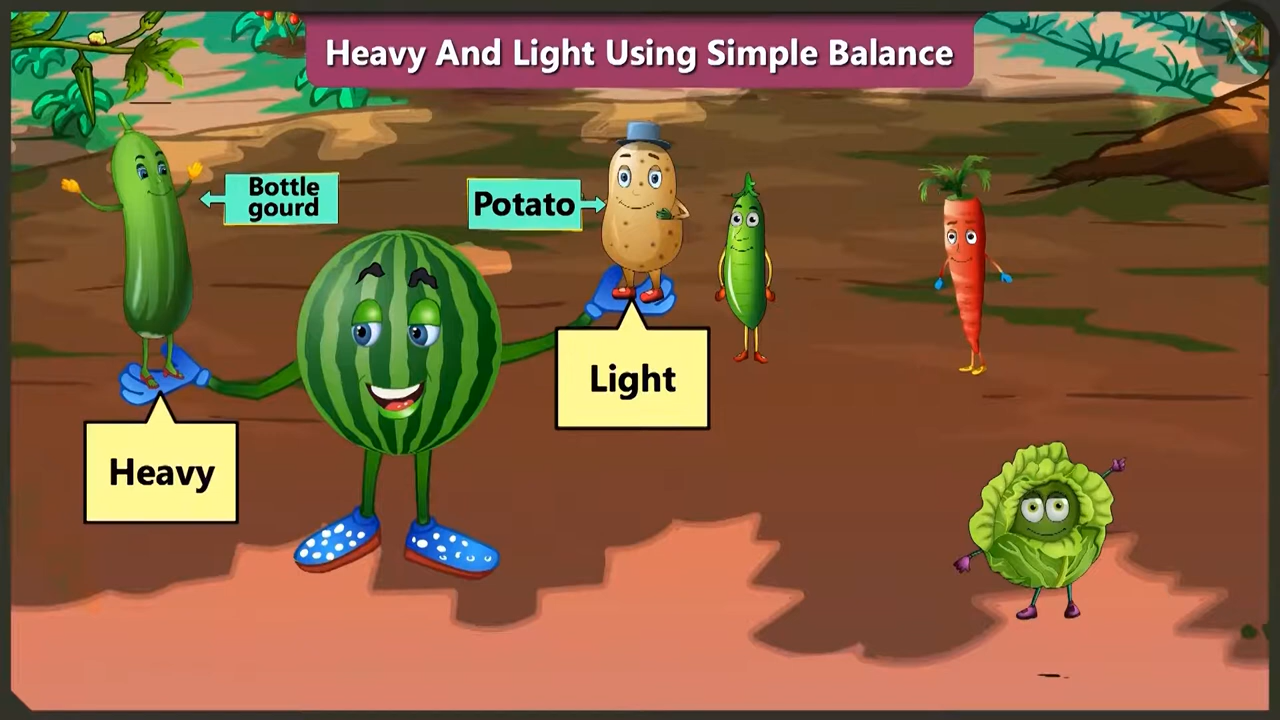 Heavy And Light Using Simple Balance
Bottle
gourd
Potato
Light
Heavy